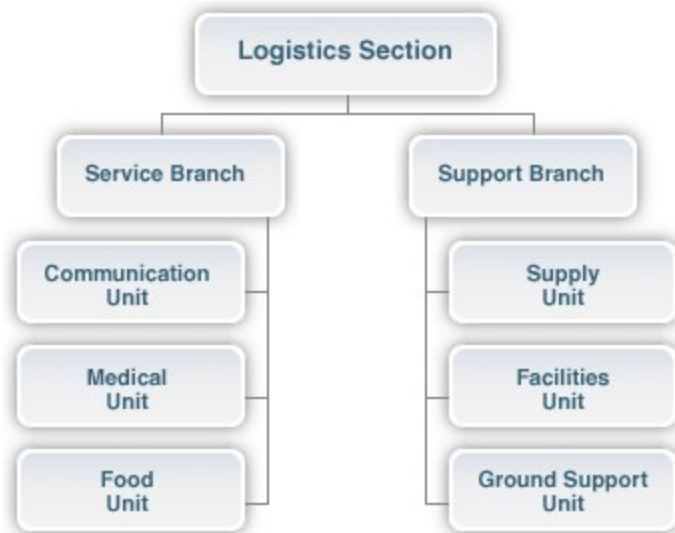 Logistics Section
Service Branch
Communication
Unit
Medical
Unit
Food
Unit
Support Branch
Supply
Unit
Facilities
Unit
Ground Support
Unit